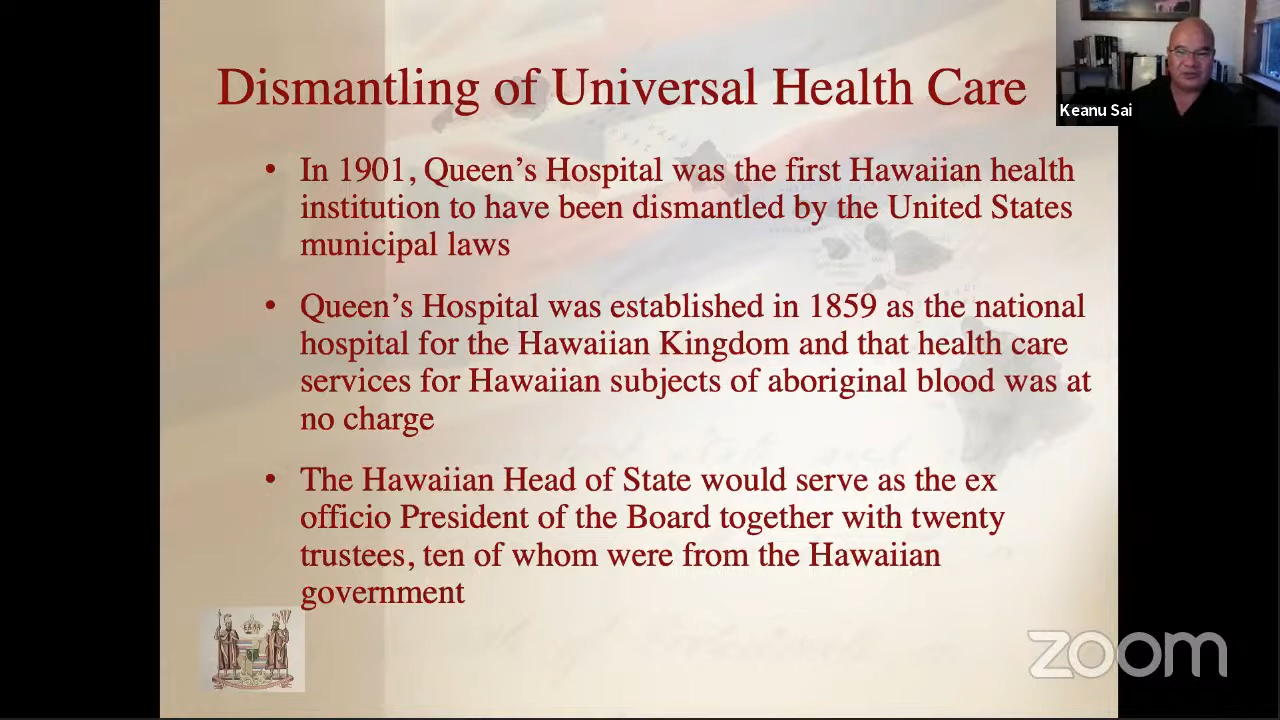 Dismantling of Universal Health Care
Keanu Sai
• In 1901, Queen’s Hospital was the first Hawaiian health
institution to have been dismantled by the United States
municipal laws
• Queen’s Hospital was established in 1859 as the national
hospital for the Hawaiian Kingdom and that health care
services for Hawaiian subjects of aboriginal blood was at
no charge
• The Hawaiian Head of State would serve as the ex
officio President of the Board together with twenty
trustees, ten of whom were from the Hawaiian
government
zoom